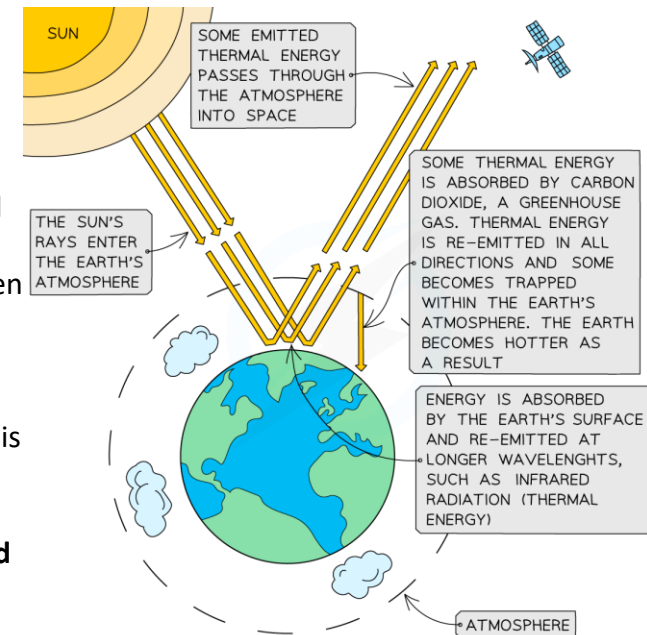 SUN
SOME EMITTED
THERMAL ENERGY
PASSES THROUGH
THE ATMOSPHERE
INTO SPACE
THE SUN'S
RAYS ENTER
THE EARTH'S
ATMOSPHERE
SOME THERMAL ENERGY
IS ABSORBED BY CARBON
DIOXIDE, A GREENHOUSE
GAS. THERMAL ENERGY
IS RE-EMITTED IN ALL
DIRECTIONS AND SOME
BECOMES TRAPPED
WITHIN THE EARTH'S
ATMOSPHERE. THE EARTH
BECOMES HOTTER AS
A RESULT
ENERGY IS ABSORBED
BY THE EARTH'S SURFACE
AND RE-EMITTED AT
LONGER WAVELENGHTS,
SUCH AS INFRARED
RADIATION (THERMAL
ENERGY)
ATMOSPHERE
is